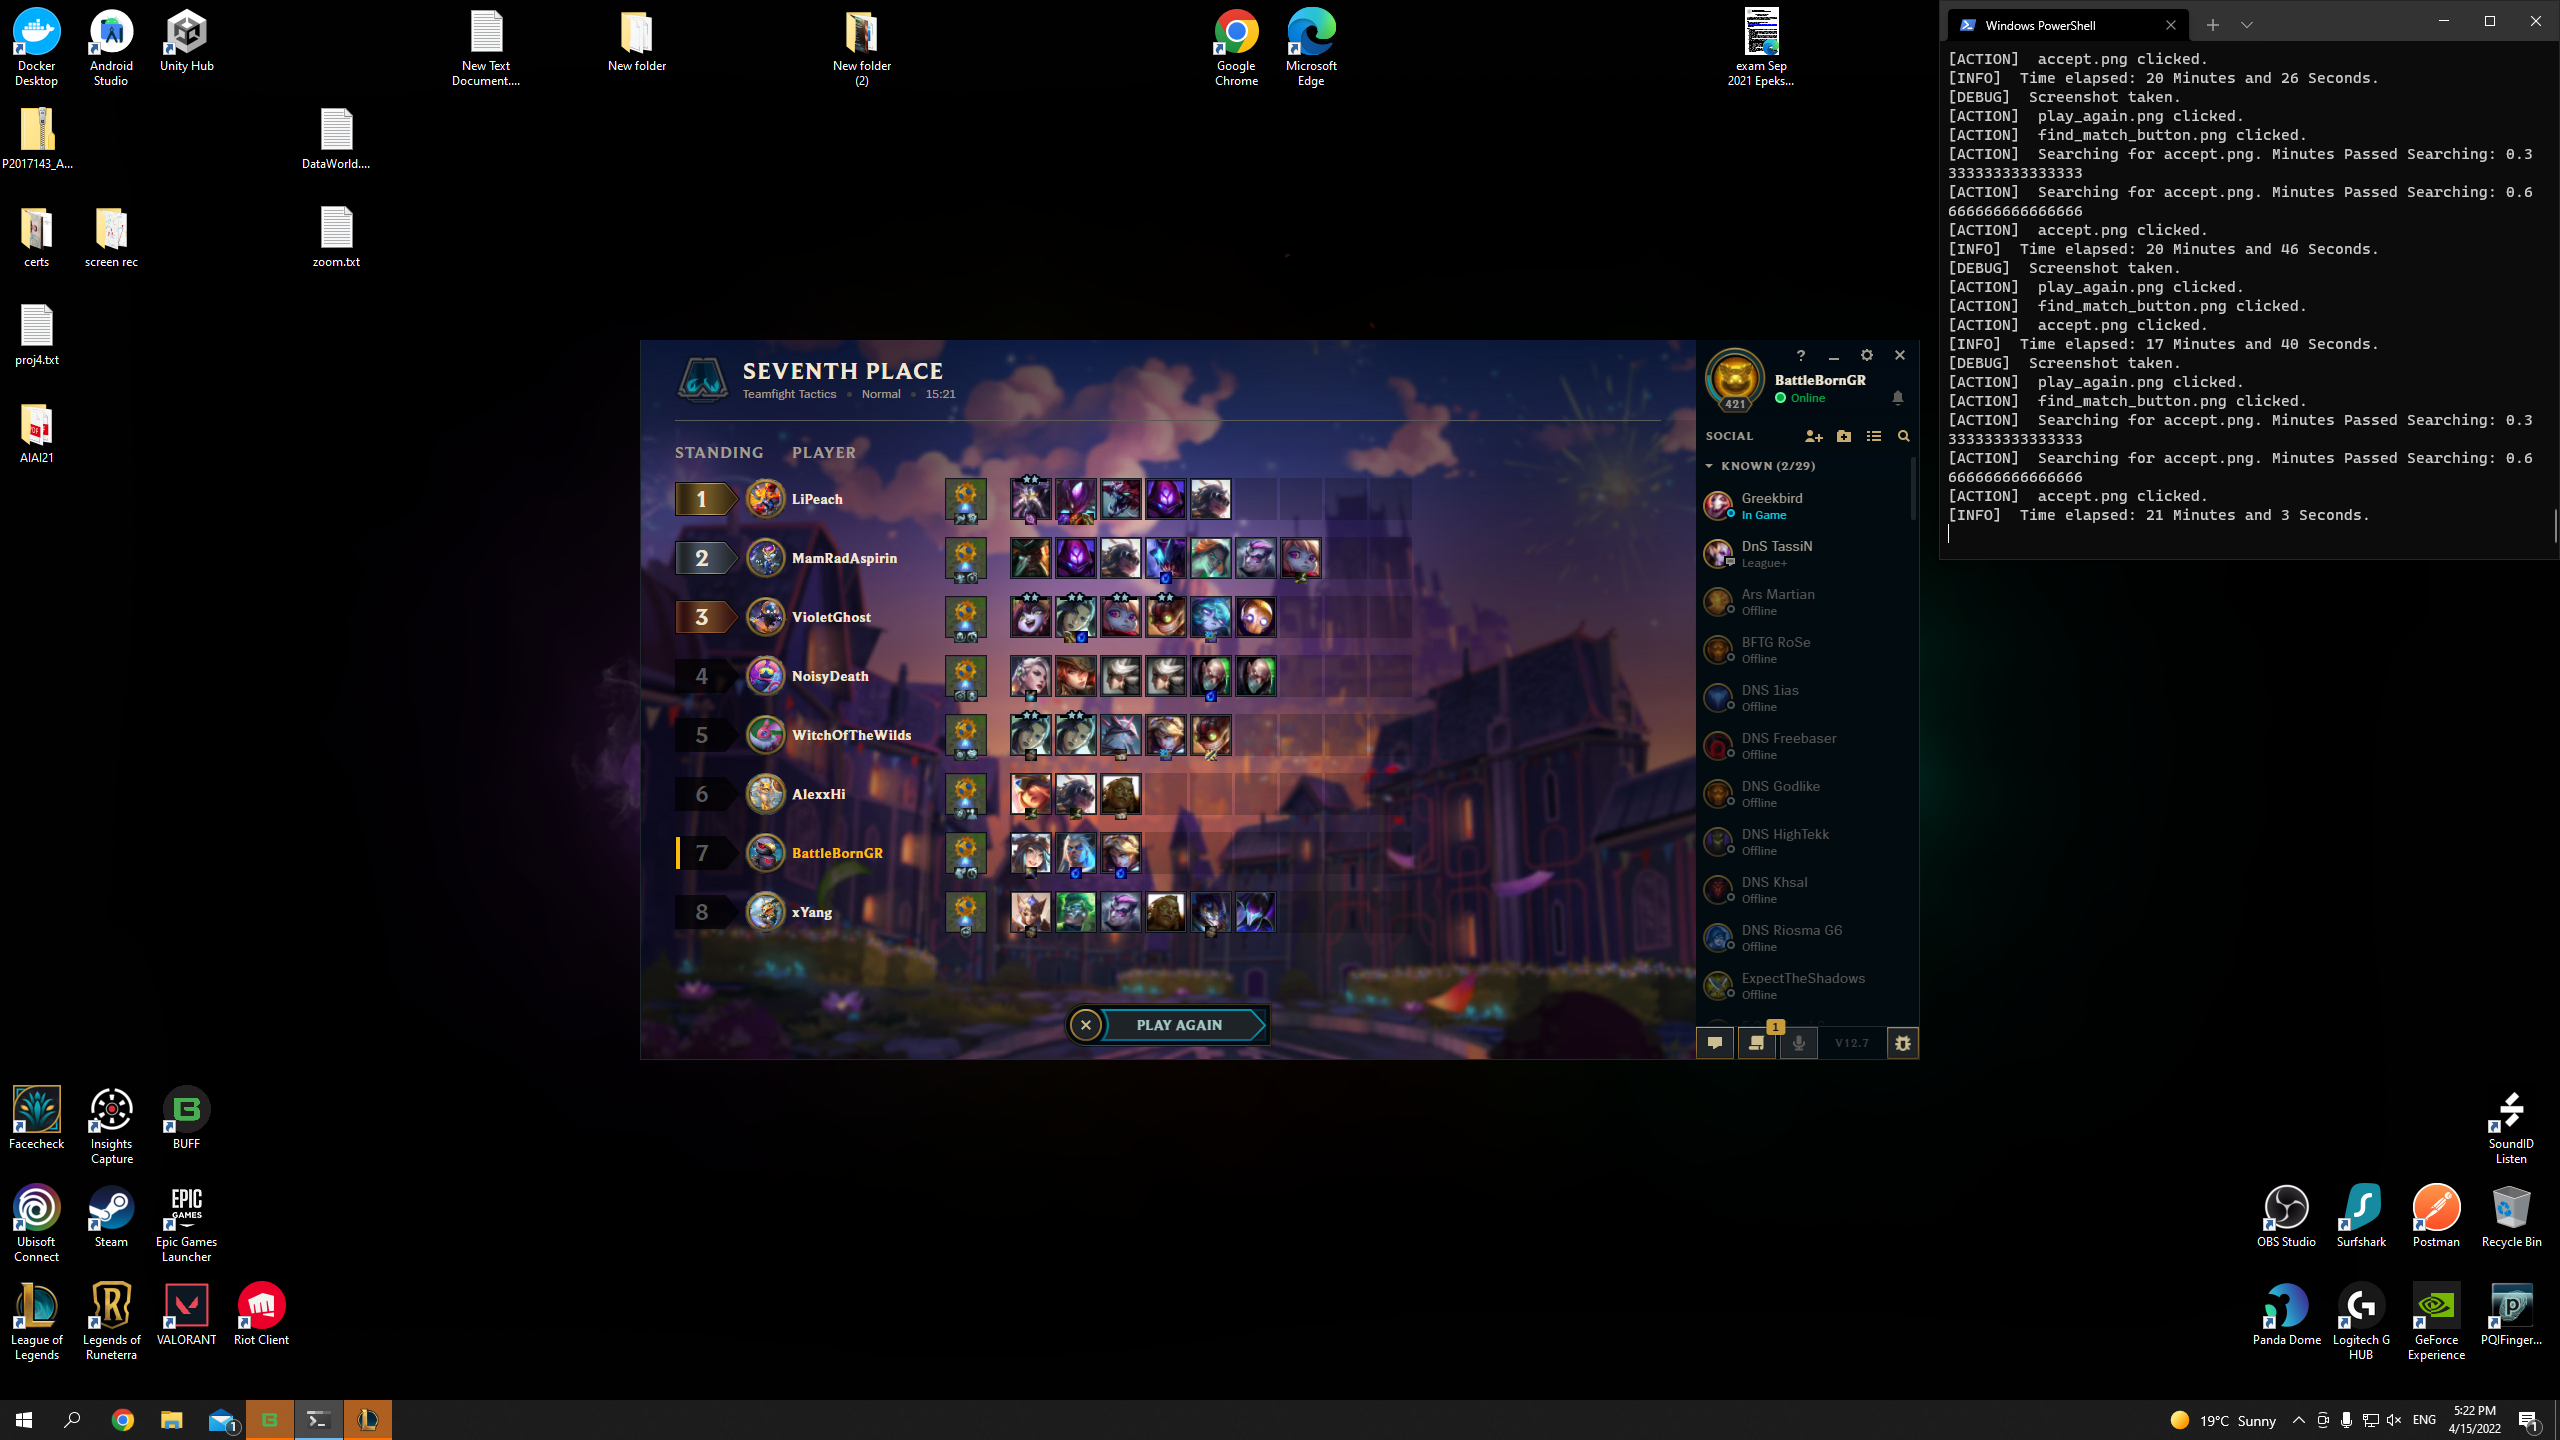 Docker Desktop
Android Studio
Unity Hub
New Text Document....
New folder
New folder (2)
Google Chrome
Microsoft Edge
exam Sep 2021 Epeks...
P2017143_A...
DataWorld....
certs
screen rec
zoom.txt
proj4.txt
AIAI21
Windows PowerShell
[ACTION]  accept.png clicked.
[INFO]  Time elapsed: 20 Minutes and 26 Seconds.
[DEBUG]  Screenshot taken.
[ACTION]  play_again.png clicked.
[ACTION]  find_match_button.png clicked.
[ACTION]  Searching for accept.png. Minutes Passed Searching: 0.3
333333333333333
[ACTION]  Searching for accept.png. Minutes Passed Searching: 0.6
666666666666666
[ACTION]  accept.png clicked.
[INFO]  Time elapsed: 20 Minutes and 46 Seconds.
[DEBUG]  Screenshot taken.
[ACTION]  play_again.png clicked.
[ACTION]  find_match_button.png clicked.
[ACTION]  accept.png clicked.
[INFO]  Time elapsed: 17 Minutes and 40 Seconds.
[DEBUG]  Screenshot taken.
[ACTION]  play_again.png clicked.
[ACTION]  find_match_button.png clicked.
[ACTION]  Searching for accept.png. Minutes Passed Searching: 0.3
333333333333333
[ACTION]  Searching for accept.png. Minutes Passed Searching: 0.6
666666666666666
[ACTION]  accept.png clicked.
[INFO]  Time elapsed: 21 Minutes and 3 Seconds.
SEVENTH PLACE
Teamfight Tactics • Normal • 15:21
STANDING PLAYER
1 LiPeach
2 MamRadAspirin
3 VioletGhost
4 NoisyDeath
5 WitchOfTheWilds
6 AlexxHi
7 BattleBornGR
8 xYang
PLAY AGAIN
421
BattleBornGR
Online
SOCIAL
KNOWN (2/29)
Greekbird
In Game
DnS TassiN
League+
Ars Martian
Offline
BFTG RoSe
Offline
DNS 1ias
Offline
DNS Freebaser
Offline
DNS Godlike
Offline
DNS HighTekk
Offline
DNS Khsal
Offline
DNS Riosma G6
Offline
ExpectTheShadows
Offline
1
V12.7
Facecheck
Insights Capture
BUFF
Ubisoft Connect
Steam
EPIC GAMES
Epic Games Launcher
League of Legends
Legends of Runeterra
VALORANT
Riot Client
SoundID Listen
OBS Studio
Surfshark
Postman
Recycle Bin
Panda Dome
Logitech G HUB
GeForce Experience
PQIFinger...
1
19°C Sunny
ENG
5:22 PM
4/15/2022
1